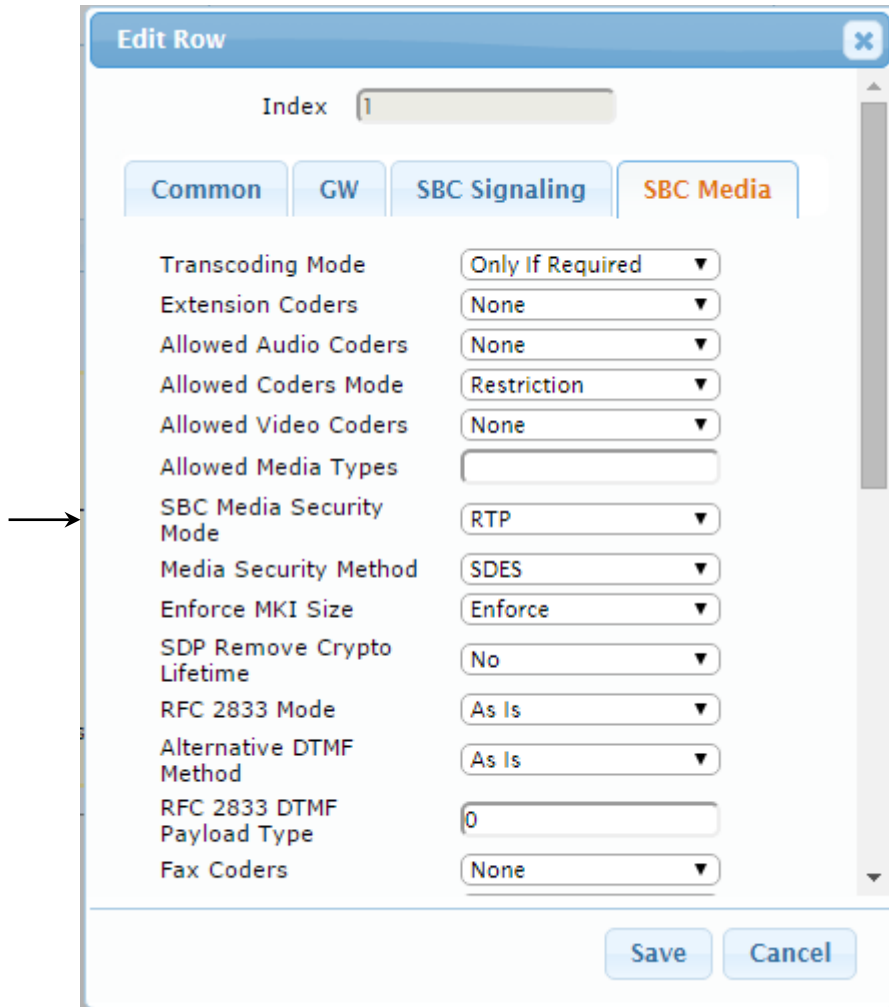 Edit Row
Index 1
Common GW SBC Signaling SBC Media
Transcoding Mode Only If Required
Extension Coders None
Allowed Audio Coders None
Allowed Coders Mode Restriction
Allowed Video Coders None
Allowed Media Types
SBC Media Security
Mode RTP
Media Security Method SDES
Enforce MKI Size Enforce
SDP Remove Crypto
Lifetime No
RFC 2833 Mode As Is
Alternative DTMF
Method As Is
RFC 2833 DTMF
Payload Type 0
Fax Coders None
Save Cancel